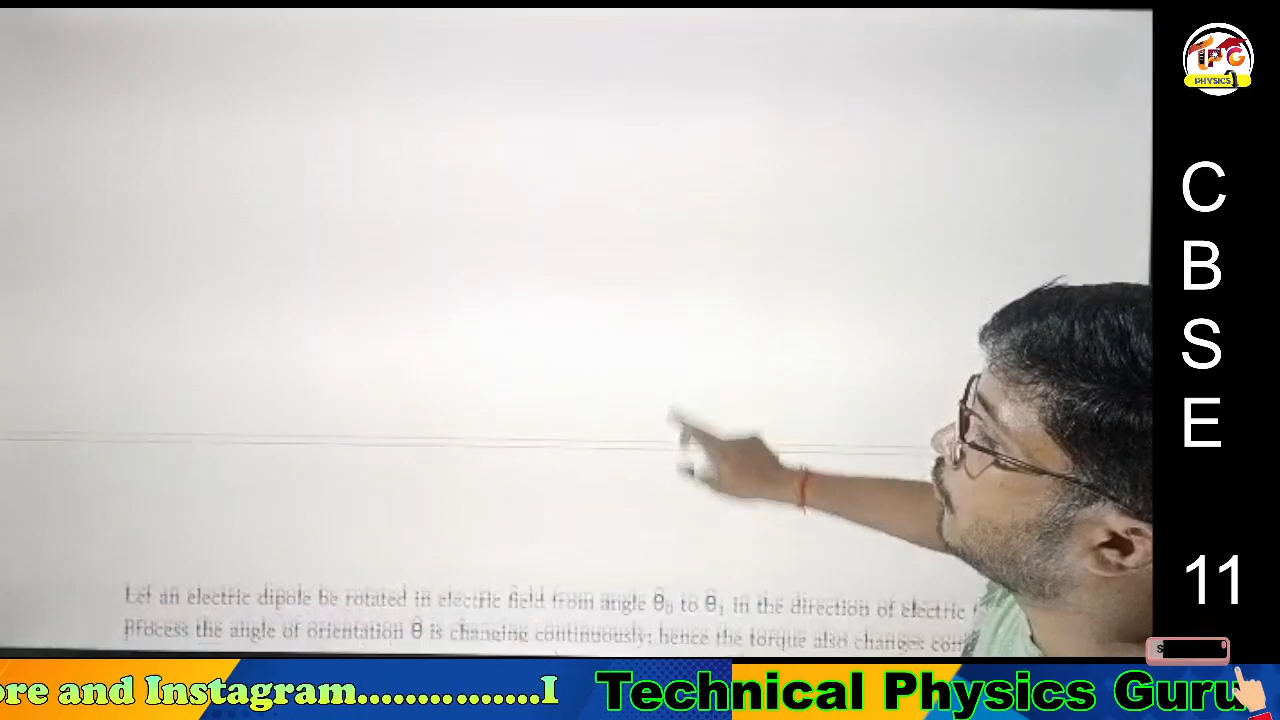 TPG
PHYSICS
C
B
S
E
11
Let an electric dipole be rotated in electric field from angle θ₀ to θ₁ in the direction of electric
process the angle of orientation θ is changing continuously; hence the torque also changes
ore and Instagram...............I
Technical Physics Guru